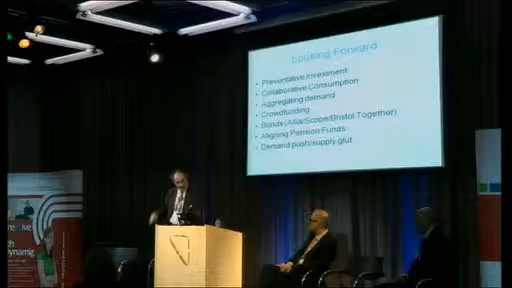 Looking Forward
• Preventative Investment
• Collaborative Consumption
• Aggregating demand
• Crowdfunding
• Bonds (Allia/Scope/Bristol Together)
• Aligning Pension Funds
• Demand push/supply glut